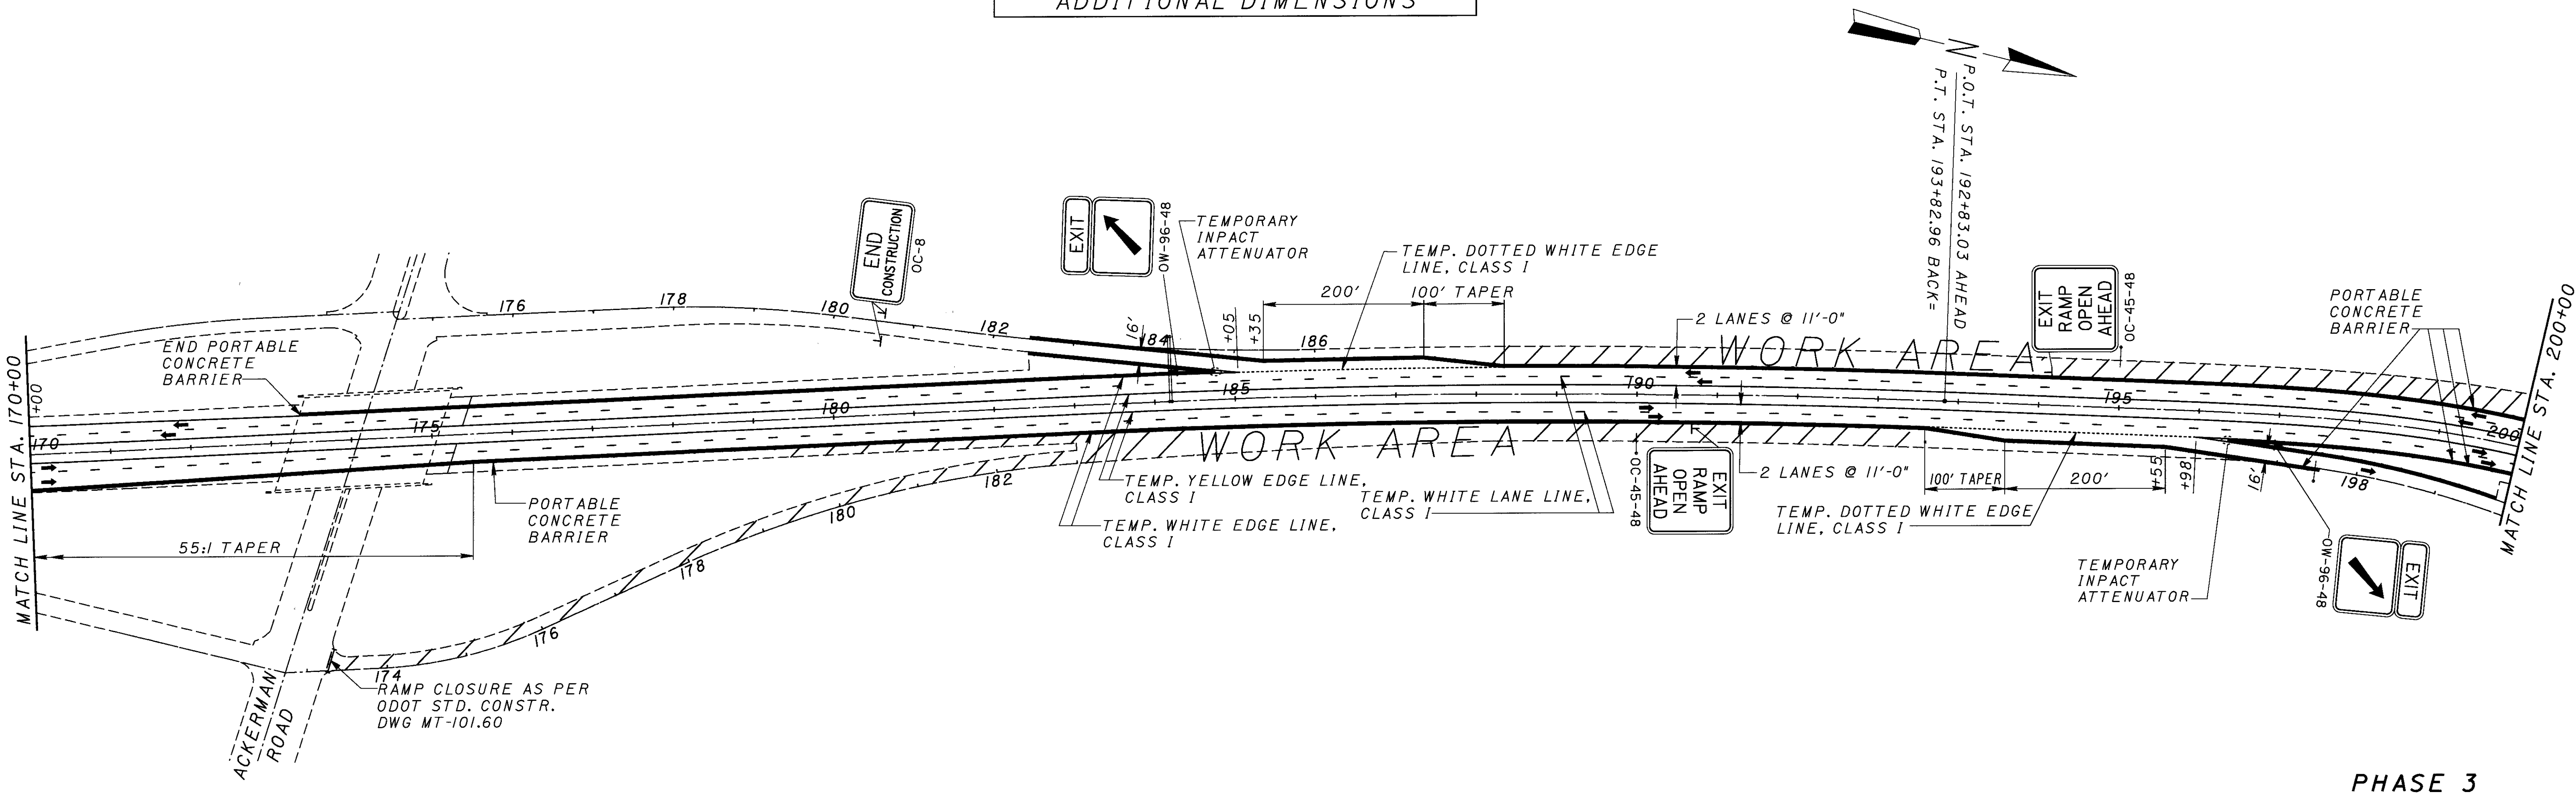 ADDITIONAL DIMENSIONS
N
P.O.T. STA. 192+83.03 AHEAD
P.T. STA. 193+82.96 BACK=
MATCH LINE STA. 170+00
+00
170
END PORTABLE
CONCRETE
BARRIER
176
178
180
182
184
186
END
CONSTRUCTION
OC-8
EXIT
OW-96-48
TEMPORARY
INPACT
ATTENUATOR
16'
+05
+35
200'
100' TAPER
TEMP. DOTTED WHITE EDGE
LINE, CLASS I
2 LANES @ 11'-0"
WORK AREA
EXIT
RAMP
OPEN
AHEAD
OC-45-48
PORTABLE
CONCRETE
BARRIER
MATCH LINE STA. 200+00
175
180
185
190
195
200
WORK AREA
55:1 TAPER
PORTABLE
CONCRETE
BARRIER
TEMP. YELLOW EDGE LINE,
CLASS I
TEMP. WHITE EDGE LINE,
CLASS I
TEMP. WHITE LANE LINE,
CLASS I
OC-45-48
EXIT
RAMP
OPEN
AHEAD
2 LANES @ 11'-0"
100' TAPER
200'
+55
+98
16'
198
TEMP. DOTTED WHITE EDGE
LINE, CLASS I
TEMPORARY
INPACT
ATTENUATOR
OW-96-48
EXIT
182
180
178
176
174
RAMP CLOSURE AS PER
ODOT STD. CONSTR.
DWG MT-101.60
ACKERMAN
ROAD
PHASE 3